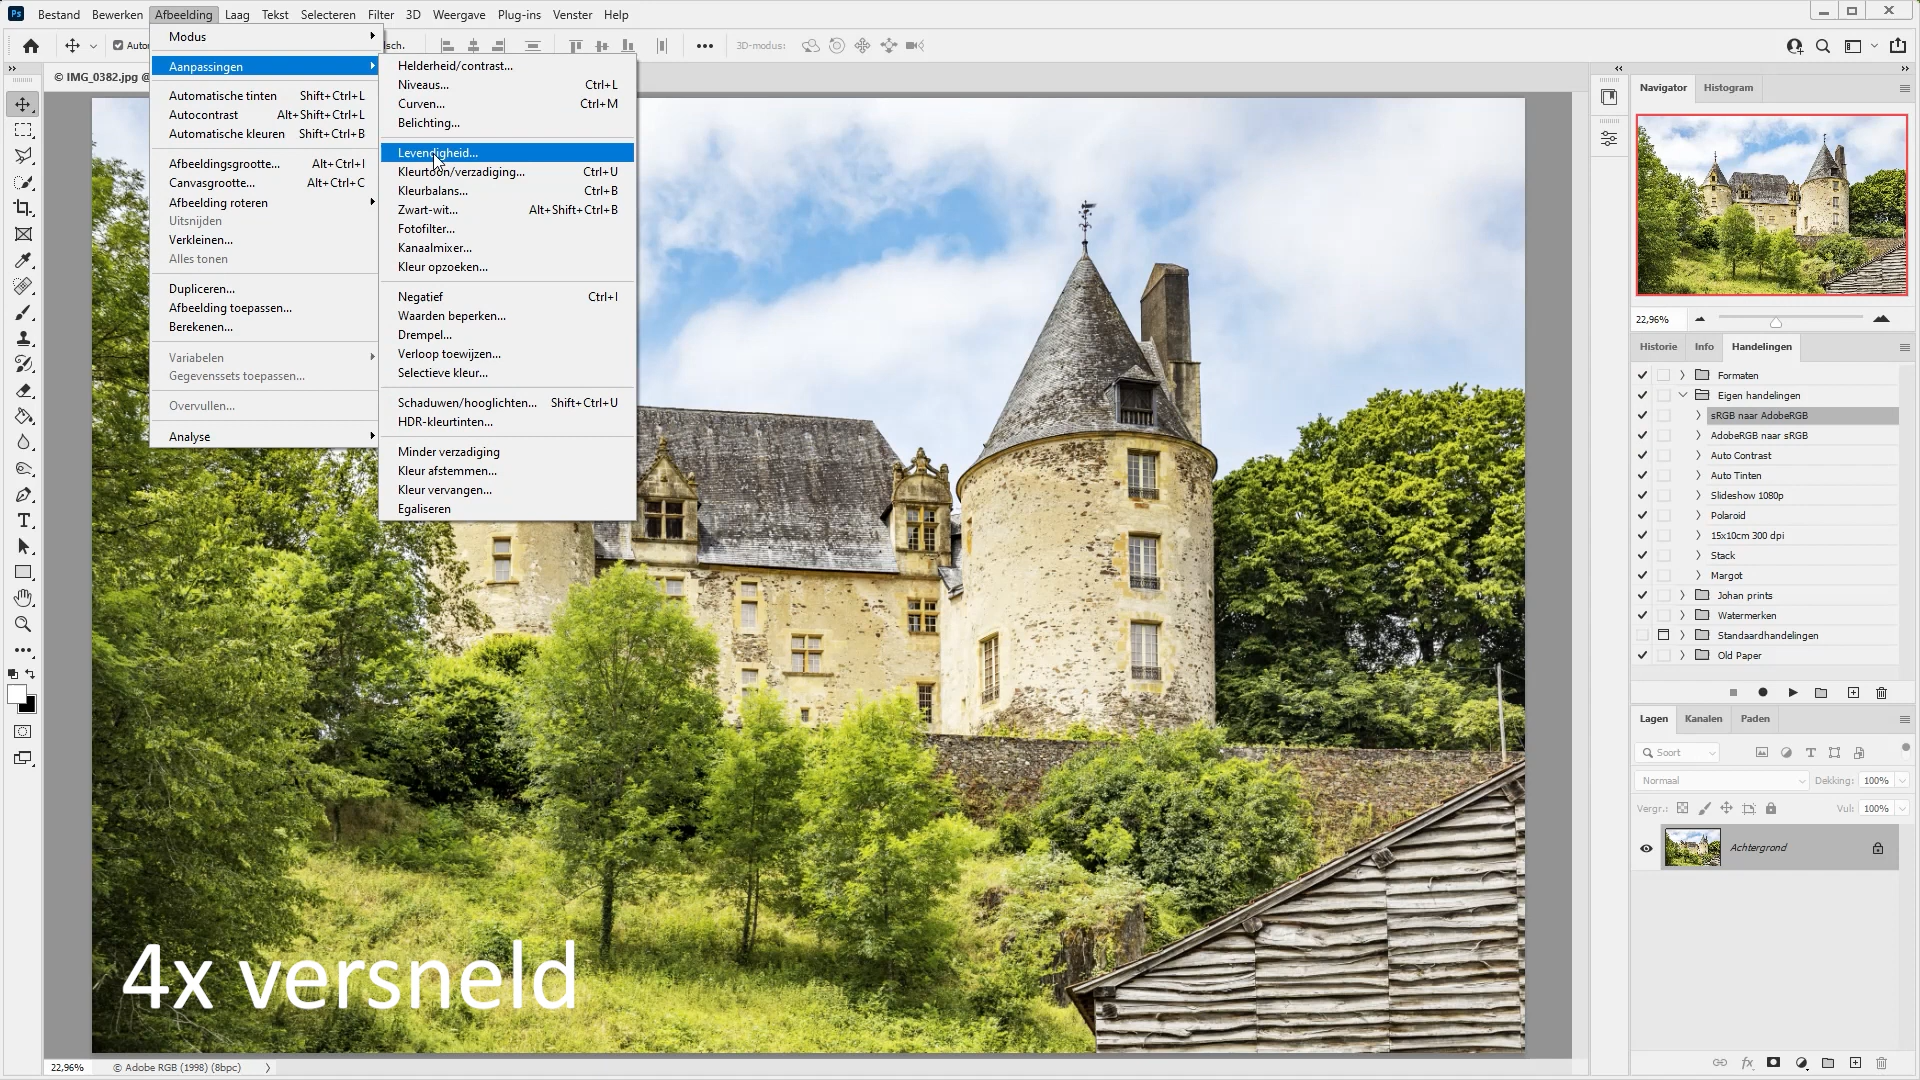 Ps Bestand Bewerken Afbeelding Laag Tekst Selecteren Filter 3D Weergave Plug-ins Venster Help
3D-modus:
© IMG_0382.jpg @
Modus
Aanpassingen
Automatische tinten Shift+Ctrl+L
Autocontrast Alt+Shift+Ctrl+L
Automatische kleuren Shift+Ctrl+B
Afbeeldingsgrootte... Alt+Ctrl+I
Canvasgrootte... Alt+Ctrl+C
Afbeelding roteren
Uitsnijden
Verkleinen...
Alles tonen
Dupliceren...
Afbeelding toepassen...
Berekenen...
Variabelen
Gegevenssets toepassen...
Overvullen...
Analyse
Helderheid/contrast...
Niveaus... Ctrl+L
Curven... Ctrl+M
Belichting...
Levendigheid...
Kleurtoon/verzadiging... Ctrl+U
Kleurbalans... Ctrl+B
Zwart-wit... Alt+Shift+Ctrl+B
Fotofilter...
Kanaalmixer...
Kleur opzoeken...
Negatief Ctrl+I
Waarden beperken...
Drempel...
Verloop toewijzen...
Selectieve kleur...
Schaduwen/hooglichten... Shift+Ctrl+U
HDR-kleurtinten...
Minder verzadiging
Kleur afstemmen...
Kleur vervangen...
Egaliseren
Navigator Histogram
22,96%
Historie Info Handelingen
Formaten
Eigen handelingen
sRGB naar AdobeRGB
AdobeRGB naar sRGB
Auto Contrast
Auto Tinten
Slideshow 1080p
Polaroid
15x10cm 300 dpi
Stack
Margot
Johan prints
Watermerken
Standaardhandelingen
Old Paper
Lagen Kanalen Paden
Soort
Normaal Dekking: 100%
Vergr.: Vul: 100%
Achtergrond
4x versneld
22,96% © Adobe RGB (1998) (8bpc)